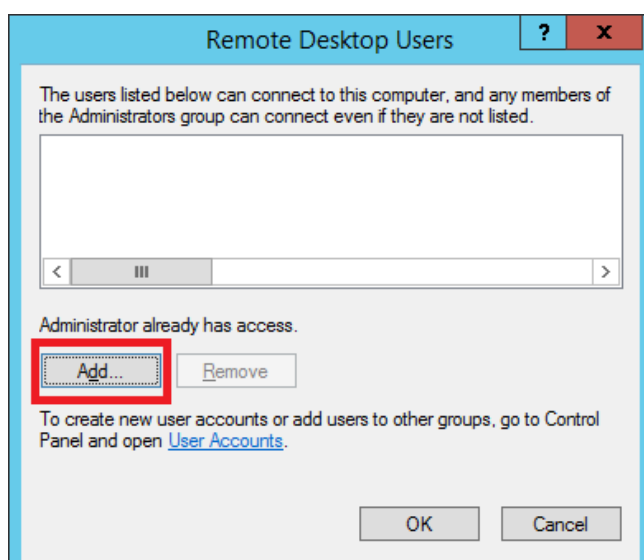 Remote Desktop Users
? x
The users listed below can connect to this computer, and any members of
the Administrators group can connect even if they are not listed.
< III >
Administrator already has access.
Add... Remove
To create new user accounts or add users to other groups, go to Control
Panel and open User Accounts.
OK Cancel